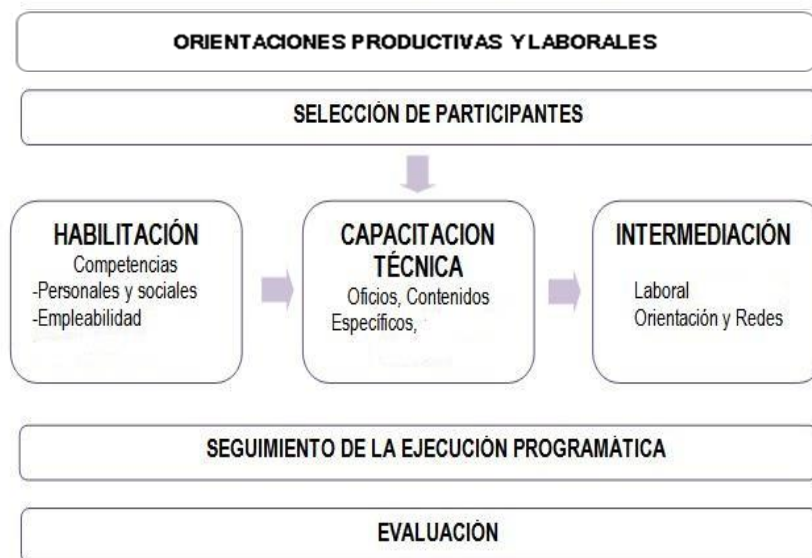 ORIENTACIONES PRODUCTIVAS Y LABORALES
SELECCIÓN DE PARTICIPANTES
HABILITACIÓN
Competencias
-Personales y sociales
-Empleabilidad
CAPACITACION
TÉCNICA
Oficios, Contenidos
Específicos,
INTERMEDIACIÓN
Laboral
Orientación y Redes
SEGUIMIENTO DE LA EJECUCIÓN PROGRAMÁTICA
EVALUACIÓN